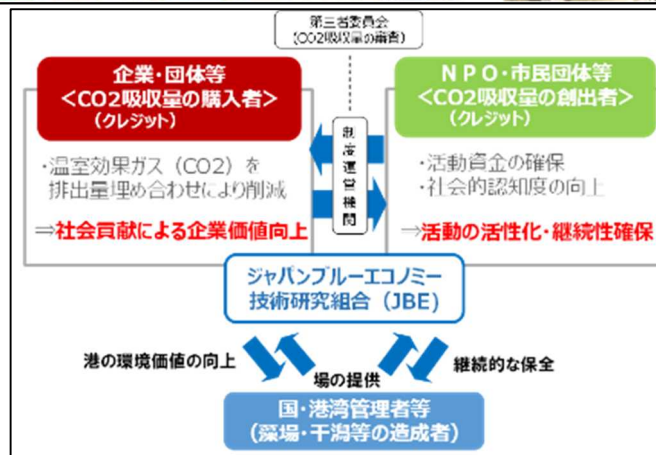 第三者委員会
(CO2吸収量の審査)
企業・団体等
<CO2吸収量の購入者>
(クレジット)
NPO・市民団体等
<CO2吸収量の創出者>
(クレジット)
制度運営機関
・温室効果ガス（CO2）を
排出量埋め合わせにより削減
⇒社会貢献による企業価値向上
・活動資金の確保
・社会的認知度の向上
⇒活動の活性化・継続性確保
ジャパンブルーエコノミー
技術研究組合（JBE）
港の環境価値の向上
場の提供
継続的な保全
国・港湾管理者等
(藻場・干潟等の造成者)